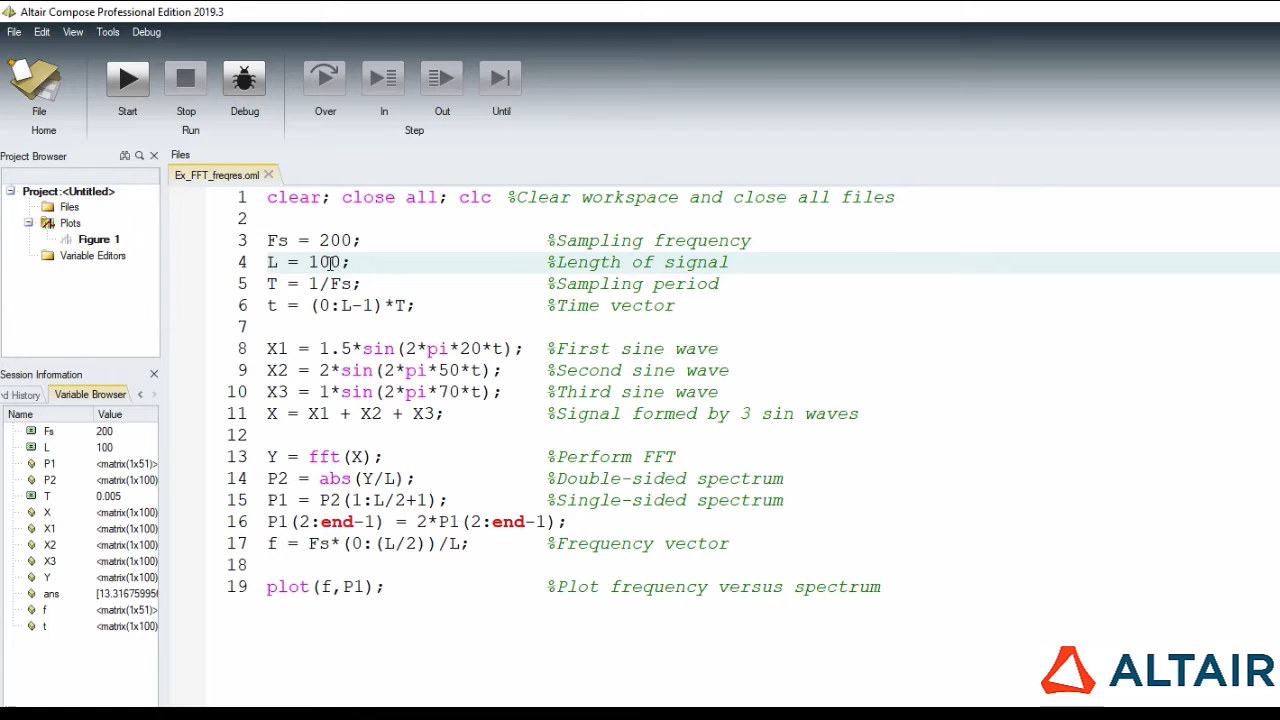 Altair Compose Professional Edition 2019.3
File Edit View Tools Debug
File Start Stop Debug Over In Out Until
Home Run Step
Project Browser
Project:<Untitled>
Files
Plots
Figure 1
Variable Editors
Session Information
rd History Variable Browser
Name Value
Fs 200
L 100
P1 <matrix(1x51)>
P2 <matrix(1x100)
T 0.005
X <matrix(1x100)
X1 <matrix(1x100)
X2 <matrix(1x100)
X3 <matrix(1x100)
Y <matrix(1x100)
ans [13.316759956
f <matrix(1x51)>
t <matrix(1x100)
Files
Ex_FFT_freqres.oml
1 clear; close all; clc %Clear workspace and close all files
2
3 Fs = 200; %Sampling frequency
4 L = 100; %Length of signal
5 T = 1/Fs; %Sampling period
6 t = (0:L-1)*T; %Time vector
7
8 X1 = 1.5*sin(2*pi*20*t); %First sine wave
9 X2 = 2*sin(2*pi*50*t); %Second sine wave
10 X3 = 1*sin(2*pi*70*t); %Third sine wave
11 X = X1 + X2 + X3; %Signal formed by 3 sin waves
12
13 Y = fft(X); %Perform FFT
14 P2 = abs(Y/L); %Double-sided spectrum
15 P1 = P2(1:L/2+1); %Single-sided spectrum
16 P1(2:end-1) = 2*P1(2:end-1);
17 f = Fs*(0:(L/2))/L; %Frequency vector
18
19 plot(f,P1); %Plot frequency versus spectrum
ALTAIR